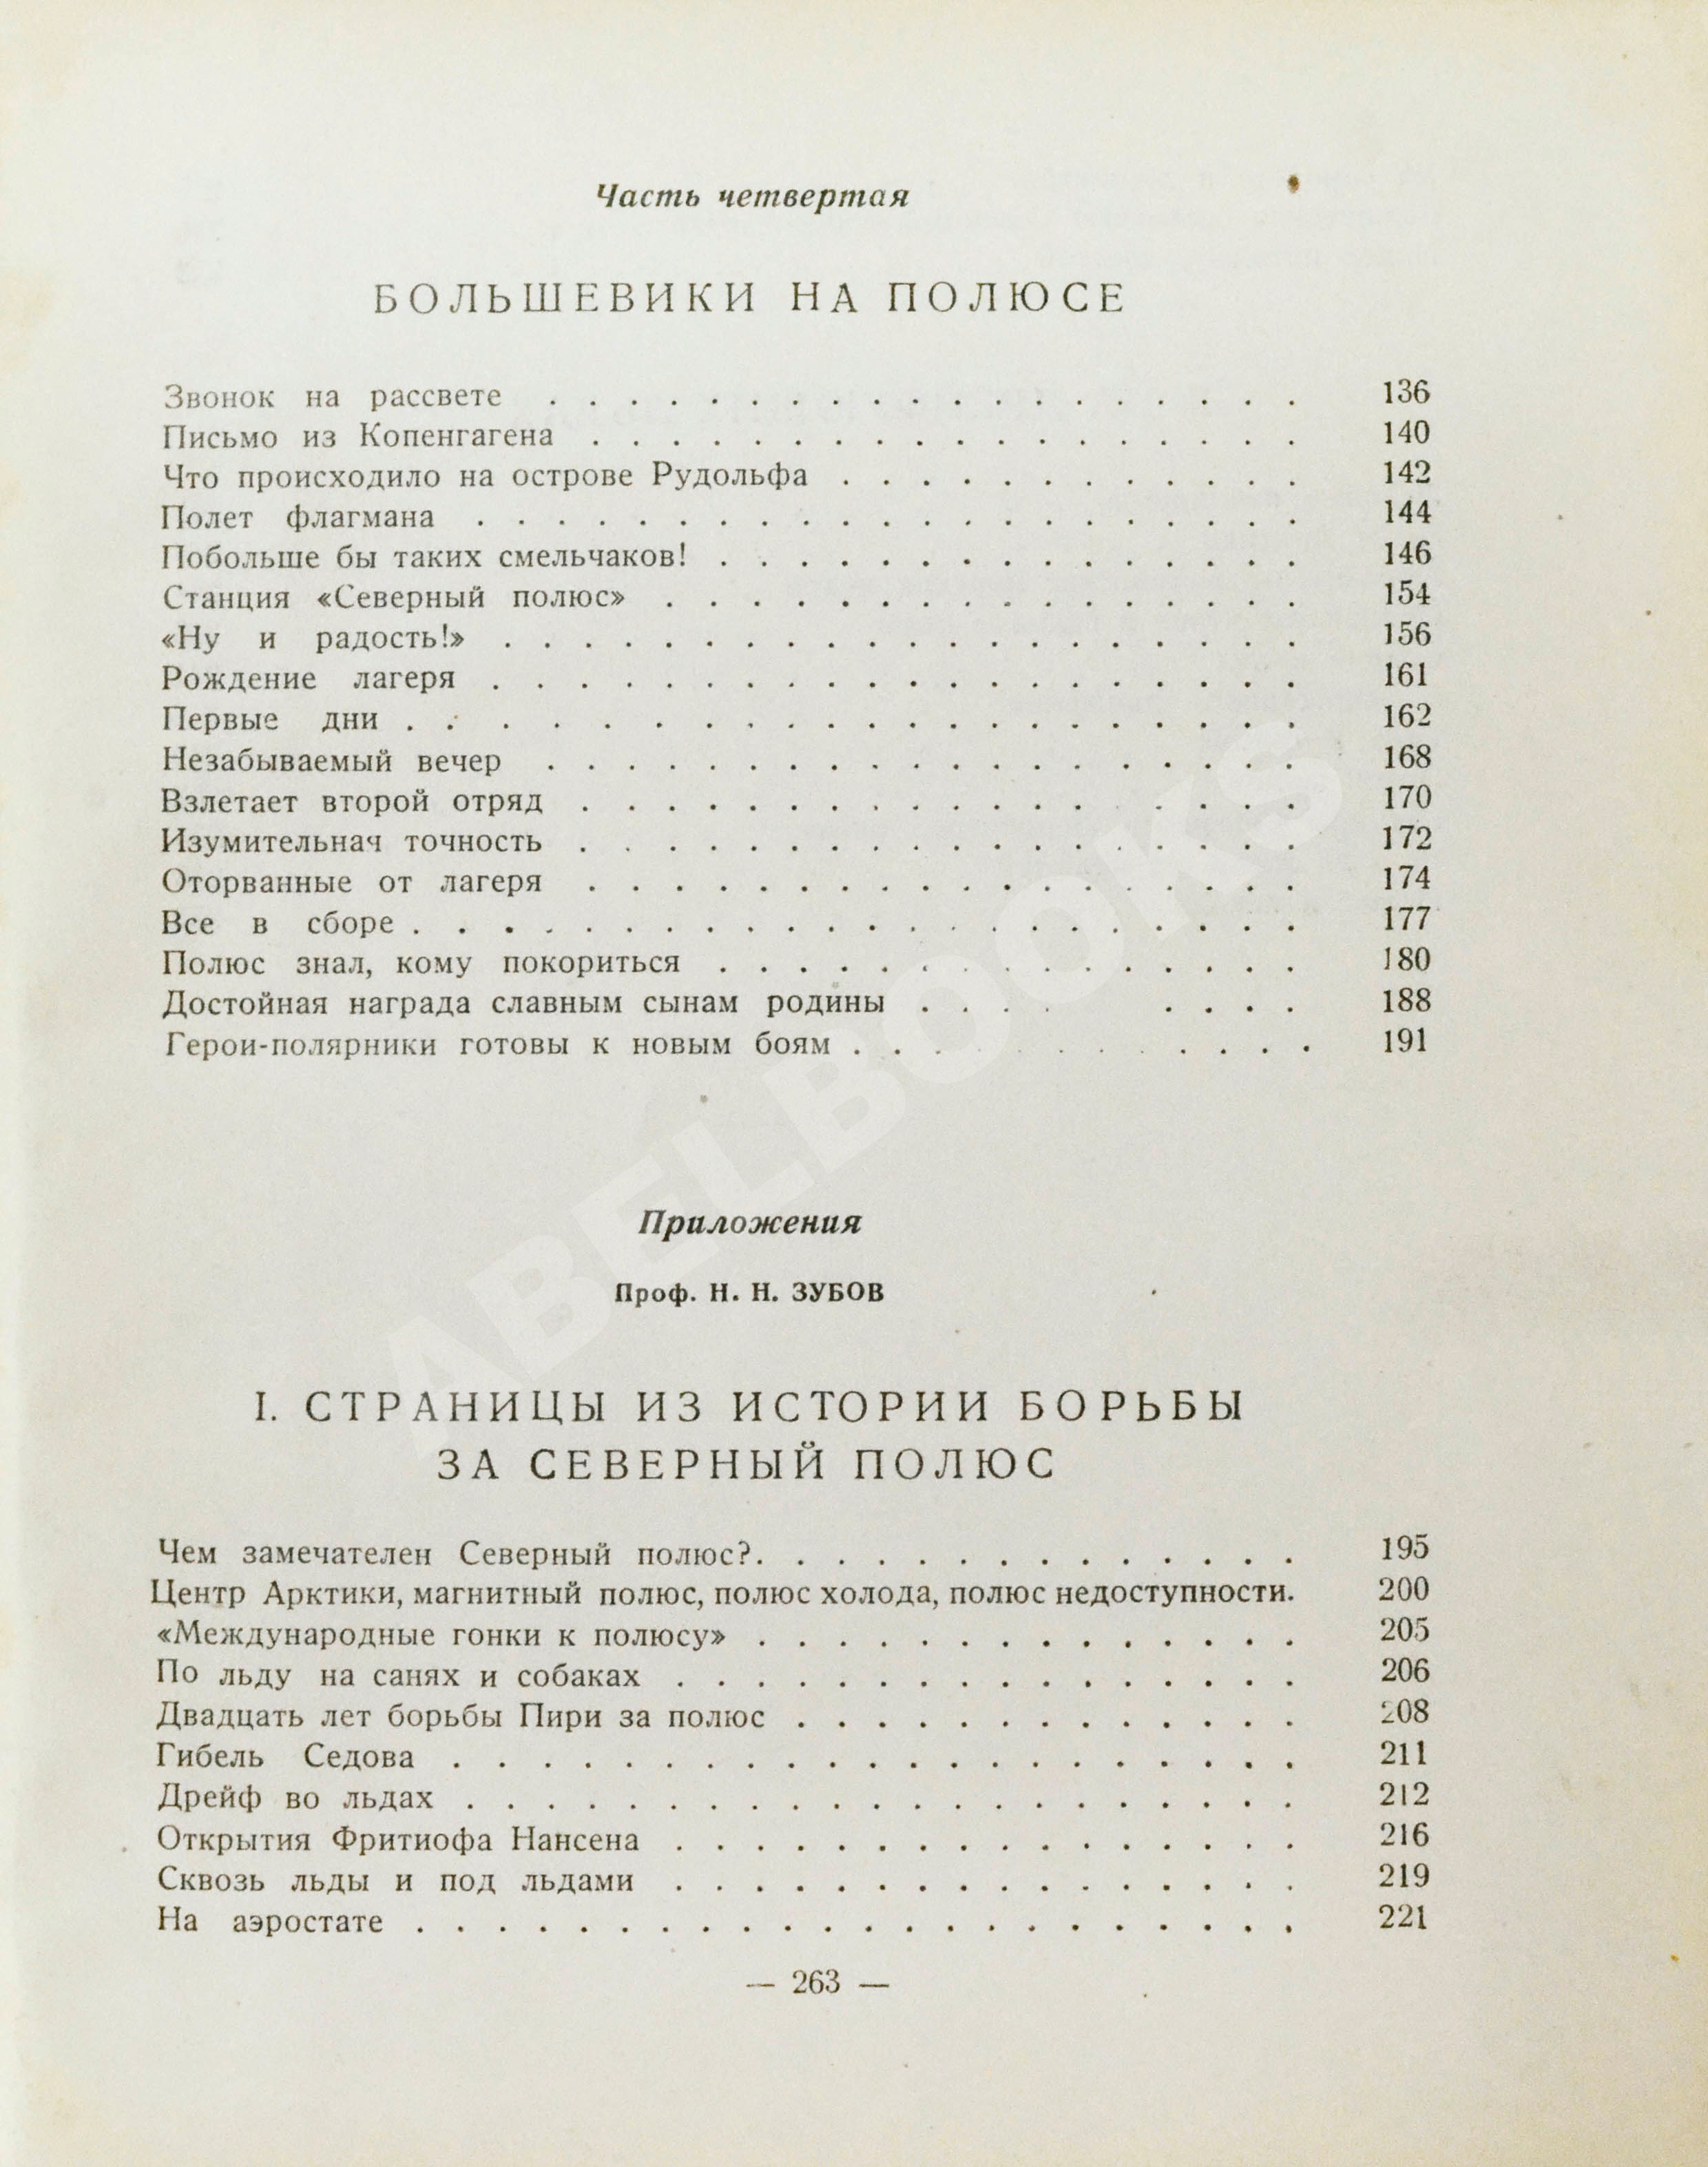 Часть четвертая
БОЛЬШЕВИКИ НА ПОЛЮСЕ
Звонок на рассвете . . . . . . . . . . . . . . . . . . . 136
Письмо из Копенгагена . . . . . . . . . . . . . . . . . . 140
Что происходило на острове Рудольфа . . . . . . . . . . . . 142
Полет флагмана . . . . . . . . . . . . . . . . . . . . . 144
Побольше бы таких смельчаков! . . . . . . . . . . . . . . . 146
Станция «Северный полюс» . . . . . . . . . . . . . . . . 154
«Ну и радость!» . . . . . . . . . . . . . . . . . . . . 156
Рождение лагеря . . . . . . . . . . . . . . . . . . . . 161
Первые дни . . . . . . . . . . . . . . . . . . . . . . 162
Незабываемый вечер . . . . . . . . . . . . . . . . . . . 168
Взлетает второй отряд . . . . . . . . . . . . . . . . . . 170
Изумительнач точность . . . . . . . . . . . . . . . . . . 172
Оторванные от лагеря . . . . . . . . . . . . . . . . . . 174
Все в сборе . . . . . . . . . . . . . . . . . . . . . . 177
Полюс знал, кому покориться . . . . . . . . . . . . . . . 180
Достойная награда славным сынам родины . . . . . . . . 188
Герои-полярники готовы к новым боям . . . . . . . . . . . 191
Приложения
Проф. Н. Н. ЗУБОВ
I. СТРАНИЦЫ ИЗ ИСТОРИИ БОРЬБЫ
ЗА СЕВЕРНЫЙ ПОЛЮС
Чем замечателен Северный полюс? . . . . . . . . . . . . . . 195
Центр Арктики, магнитный полюс, полюс холода, полюс недоступности. 200
«Международные гонки к полюсу» . . . . . . . . . . . . . . 205
По льду на санях и собаках . . . . . . . . . . . . . . . . 206
Двадцать лет борьбы Пири за полюс . . . . . . . . . . . . . 208
Гибель Седова . . . . . . . . . . . . . . . . . . . . . 211
Дрейф во льдах . . . . . . . . . . . . . . . . . . . . . 212
Открытия Фритиофа Нансена . . . . . . . . . . . . . . . . 216
Сквозь льды и под льдами . . . . . . . . . . . . . . . . 219
На аэростате . . . . . . . . . . . . . . . . . . . . . . 221
— 263 —
ABELBOOKS